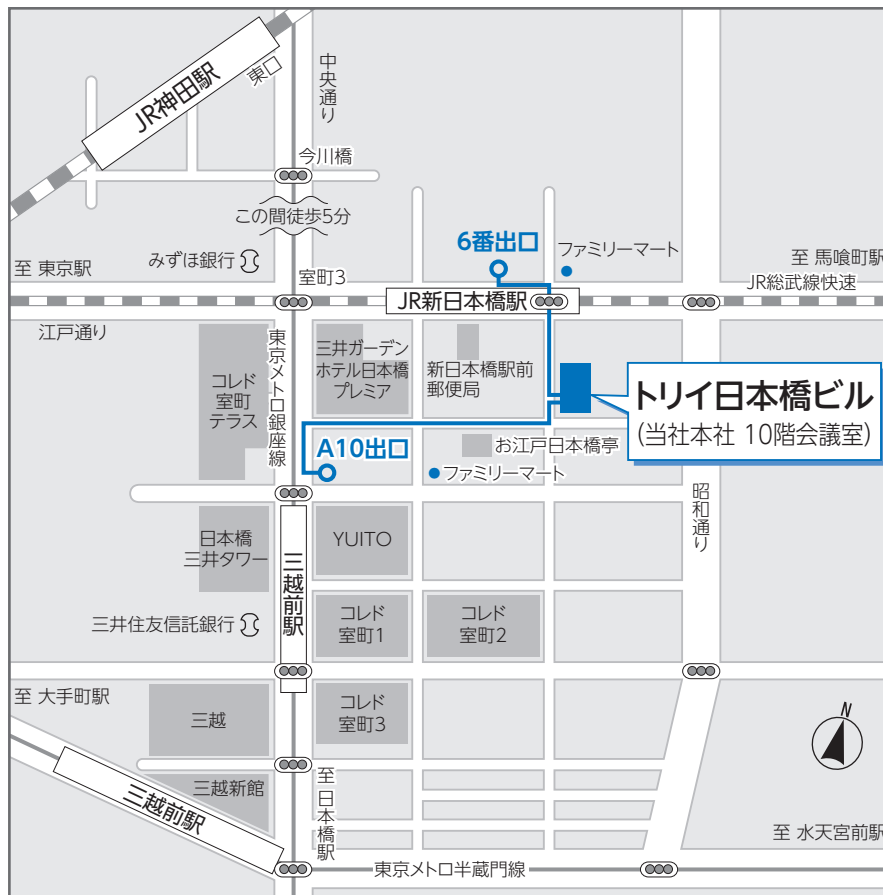 JR神田駅
東口
中央通り
今川橋
この間徒歩5分
6番出口
ファミリーマート
至 東京駅
みずほ銀行
室町3
至 馬喰町駅
JR総武線快速
JR新日本橋駅
江戸通り
東京メトロ銀座線
コレド
室町
テラス
三井ガーデン
ホテル日本橋
プレミア
新日本橋駅前
郵便局
トリイ日本橋ビル
(当社本社 10階会議室)
A10出口
お江戸日本橋亭
ファミリーマート
昭和通り
日本橋
三井タワー
YUITO
三越前駅
三井住友信託銀行
コレド
室町1
コレド
室町2
至 大手町駅
三越
コレド
室町3
N
三越新館
三越前駅
至 日本橋駅
至 水天宮前駅
東京メトロ半蔵門線